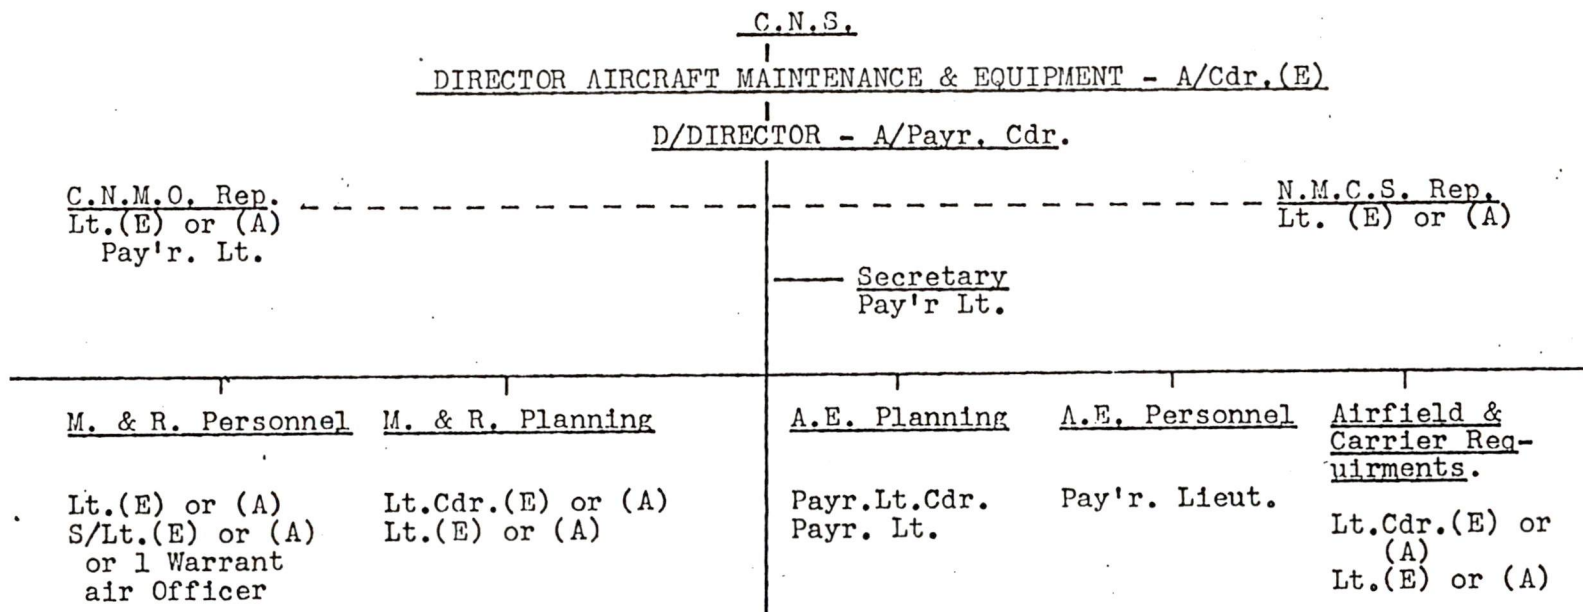 C.N.S.
DIRECTOR AIRCRAFT MAINTENANCE & EQUIPMENT - A/Cdr.(E)
D/DIRECTOR - A/Payr. Cdr.
C.N.M.O. Rep.
Lt.(E) or (A)
Pay'r. Lt.
N.M.C.S. Rep.
Lt. (E) or (A)
Secretary
Pay'r Lt.
M. & R. Personnel
Lt.(E) or (A)
S/Lt.(E) or (A)
or 1 Warrant
air Officer
M. & R. Planning
Lt.Cdr.(E) or (A)
Lt.(E) or (A)
A.E. Planning
Payr.Lt.Cdr.
Payr. Lt.
A.E. Personnel
Pay'r. Lieut.
Airfield &
Carrier Req-
uirments.
Lt.Cdr.(E) or
(A)
Lt.(E) or (A)